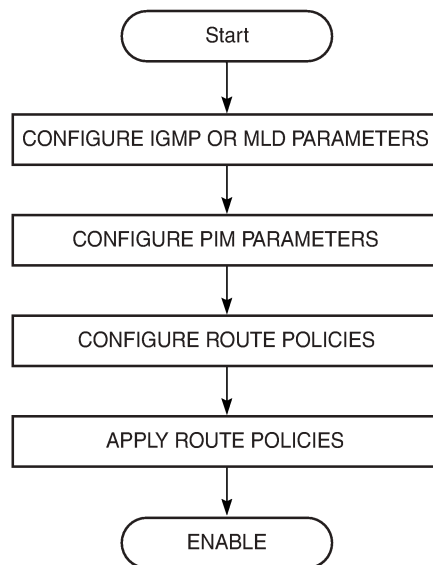 Start
CONFIGURE IGMP OR MLD PARAMETERS
CONFIGURE PIM PARAMETERS
CONFIGURE ROUTE POLICIES
APPLY ROUTE POLICIES
ENABLE